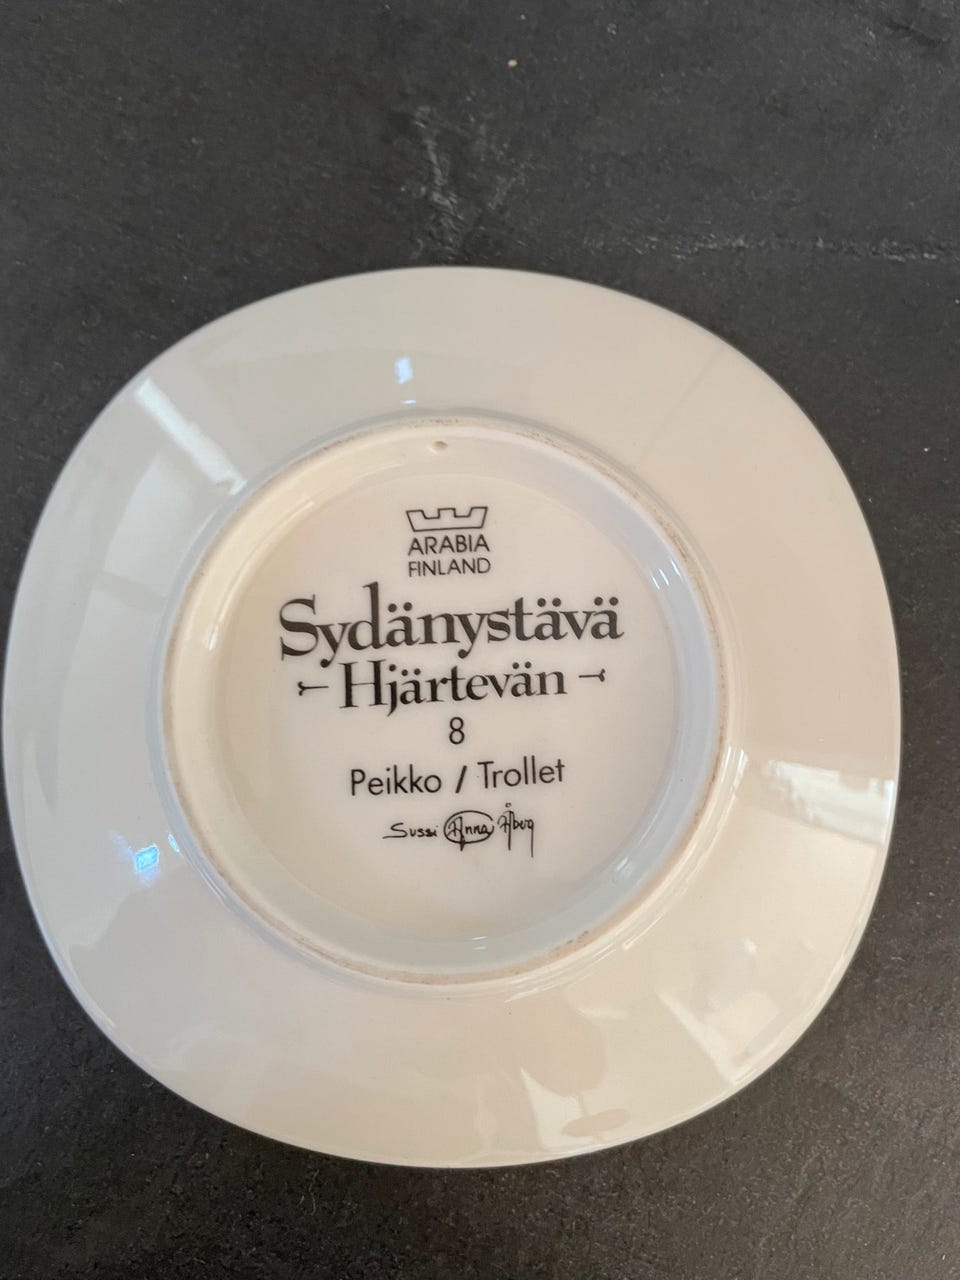 ARABIA
FINLAND
Sydänystävä
Hjärtevän
8
Peikko / Trollet
Sussi Anna Åberg